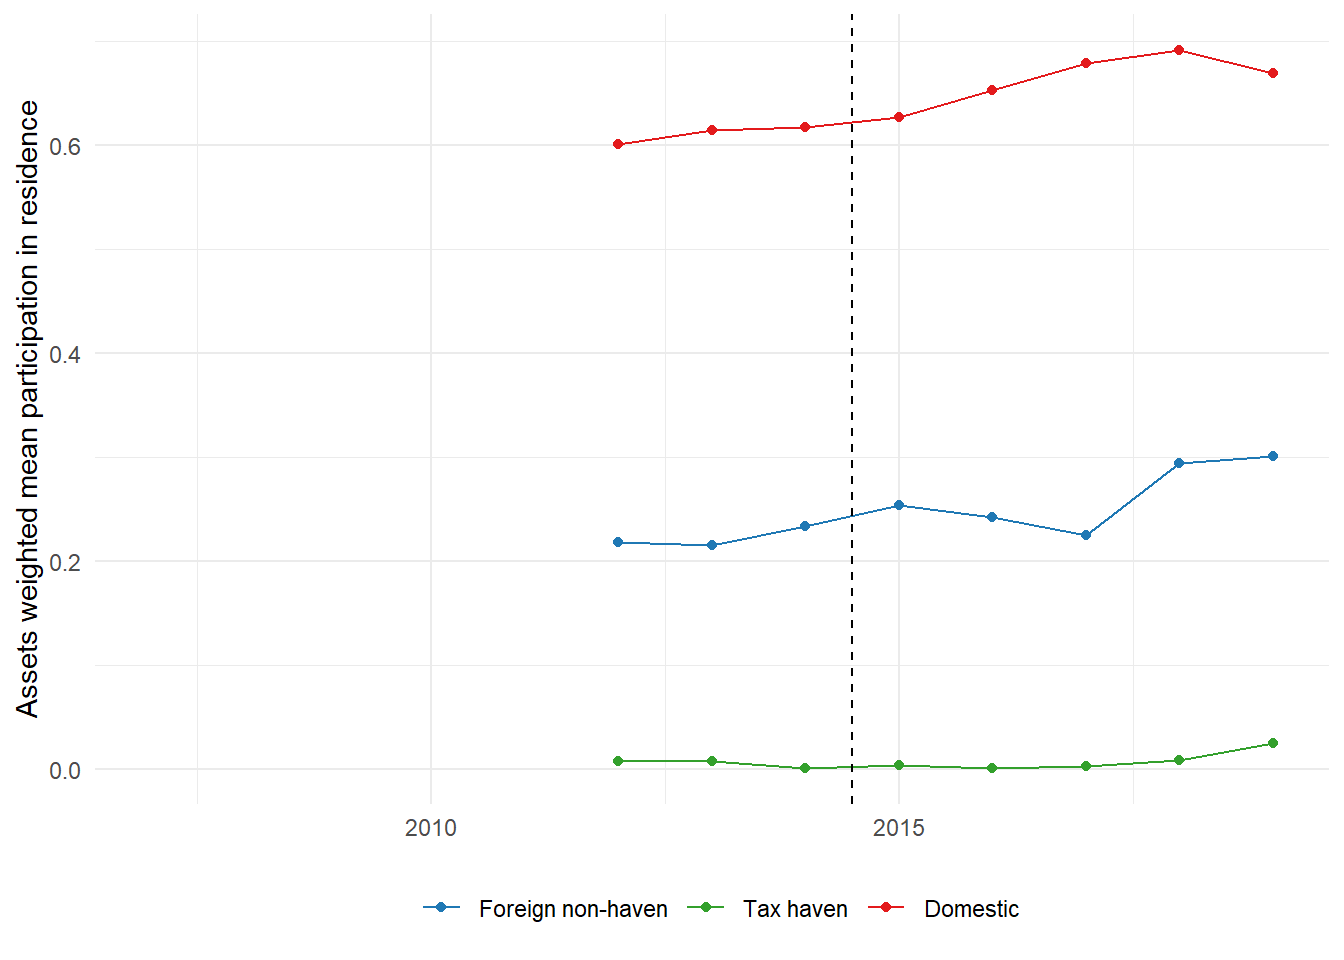 Assets weighted mean participation in residence
0.6
0.4
0.2
0.0
2010 2015
Foreign non-haven Tax haven Domestic